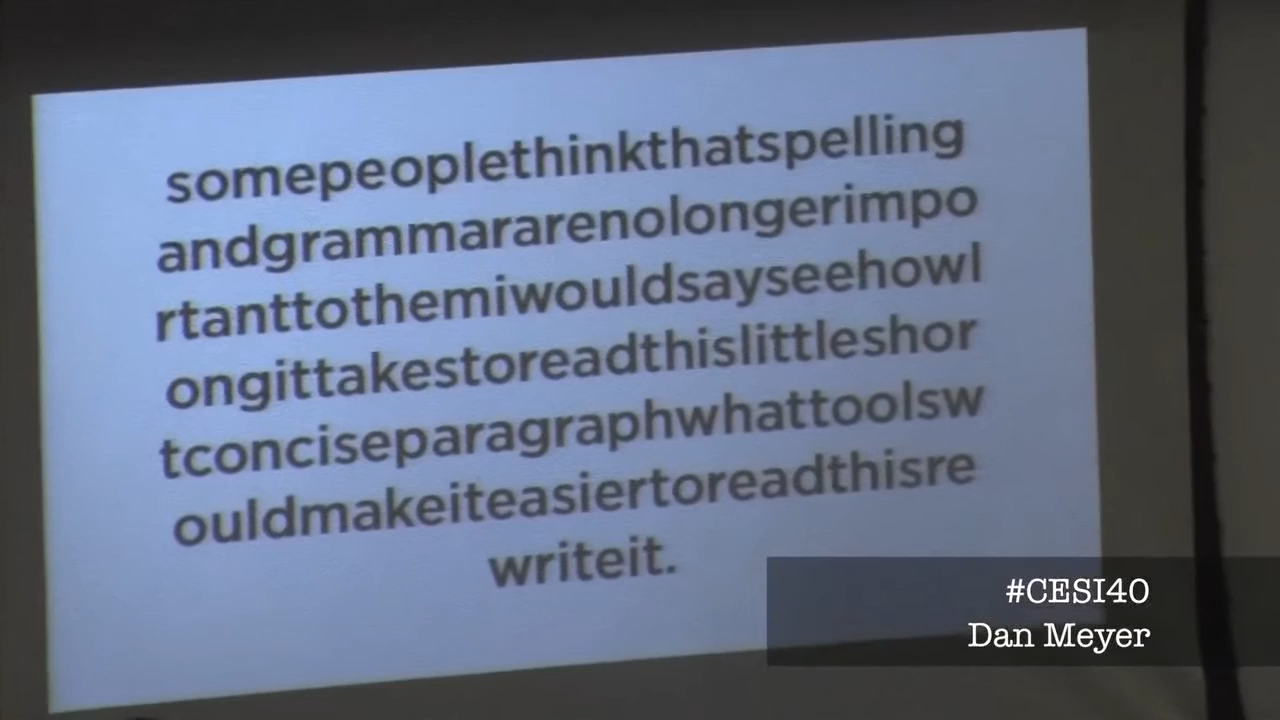 somepeoplethinkthatspelling
andgrammararenolongerimpo
rtanttothemiwouldsayseehowl
ongittakestoreadthislittleshor
tconciseparagraphwhattoolsw
ouldmakeiteasiertoreadthisre
writeit.
#CESI40
Dan Meyer